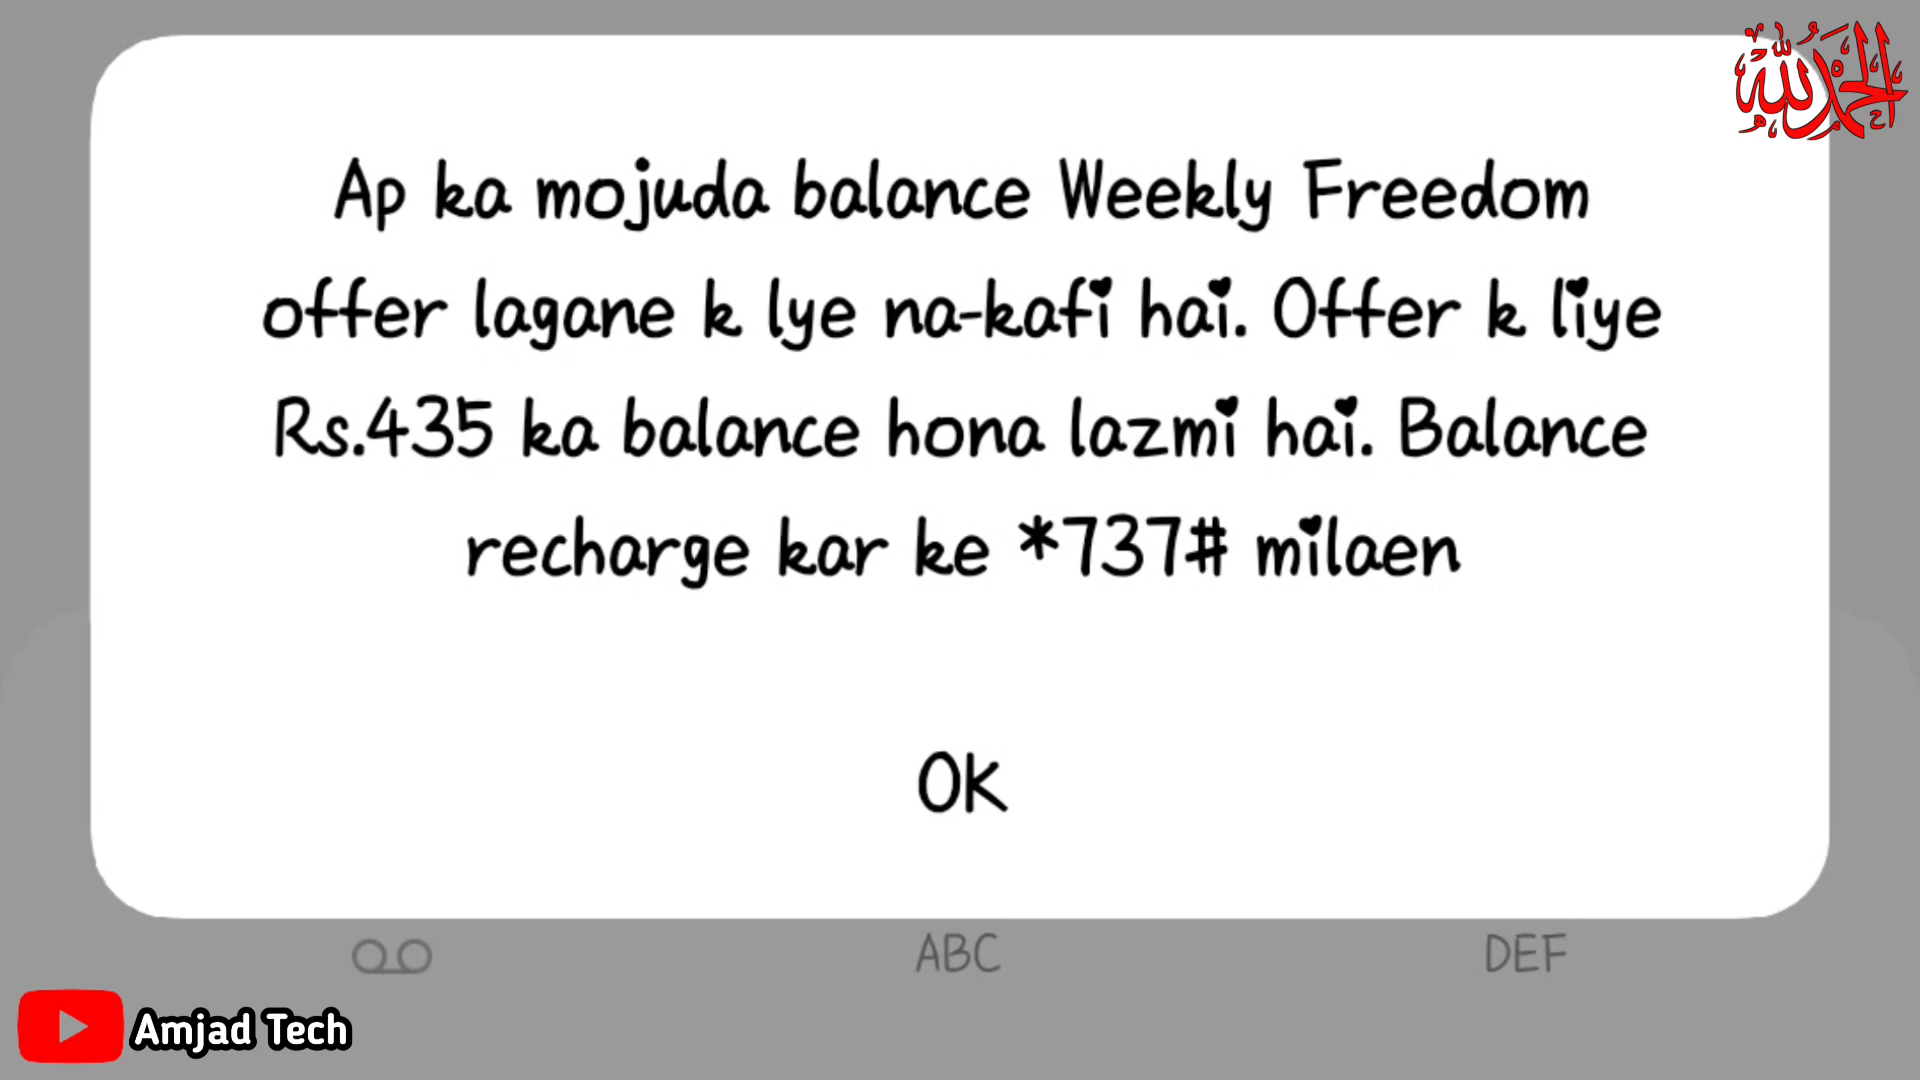 الحمدلله
Ap ka mojuda balance Weekly Freedom
offer lagane k lye na-kafi hai. Offer k liye
Rs.435 ka balance hona lazmi hai. Balance
recharge kar ke *737# milaen
OK
ABC DEF
Amjad Tech